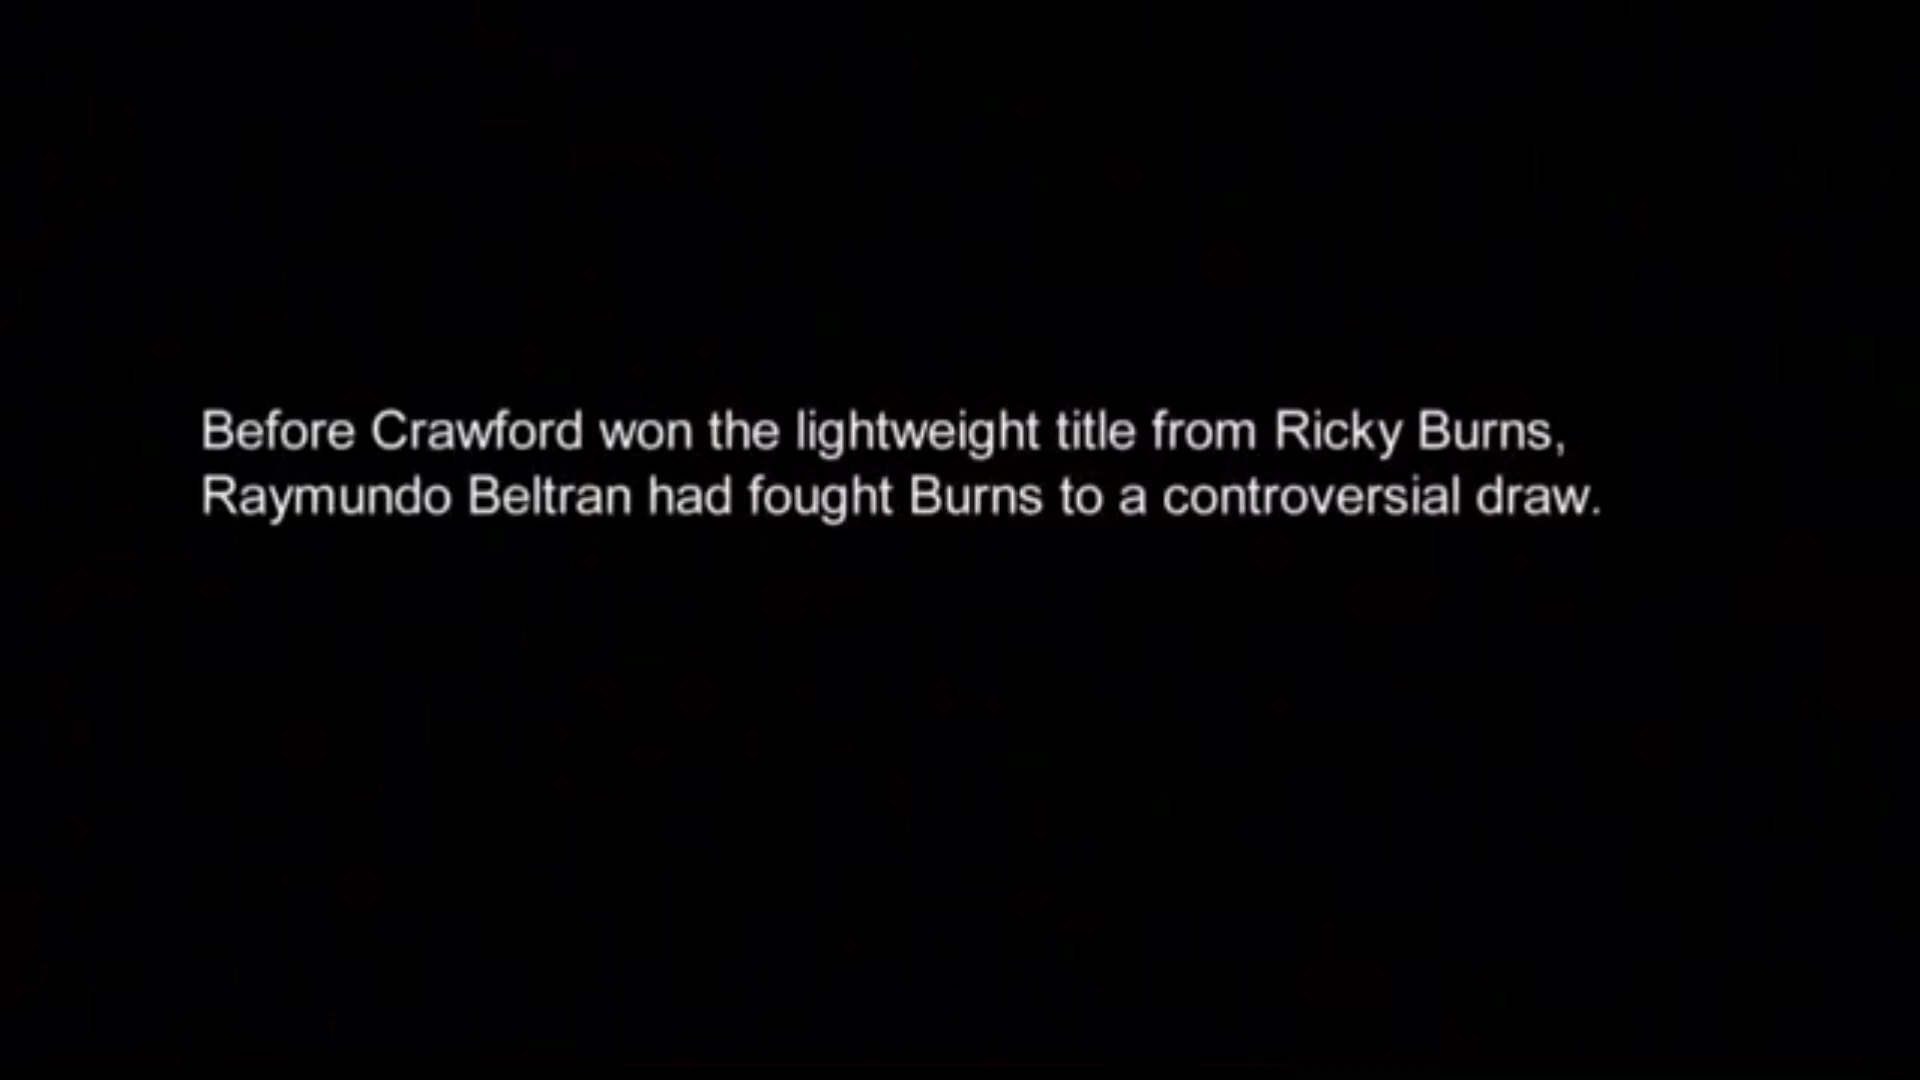 Before Crawford won the lightweight title from Ricky Burns,
Raymundo Beltran had fought Burns to a controversial draw.